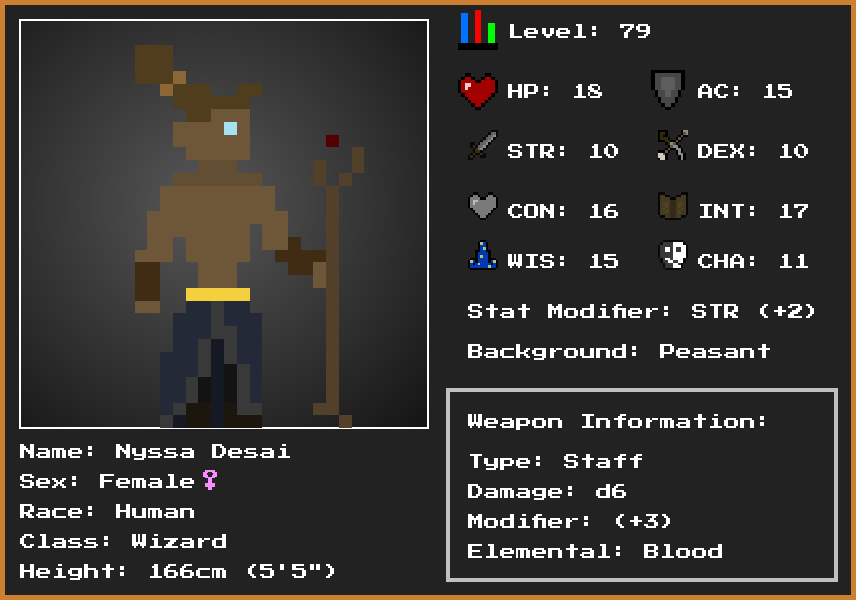 Level: 79
HP: 18
AC: 15
STR: 10
DEX: 10
CON: 16
INT: 17
WIS: 15
CHA: 11
Stat Modifier: STR (+2)
Background: Peasant
Weapon Information:
Type: Staff
Damage: d6
Modifier: (+3)
Elemental: Blood
Name: Nyssa Desai
Sex: Female♀
Race: Human
Class: Wizard
Height: 166cm (5'5")